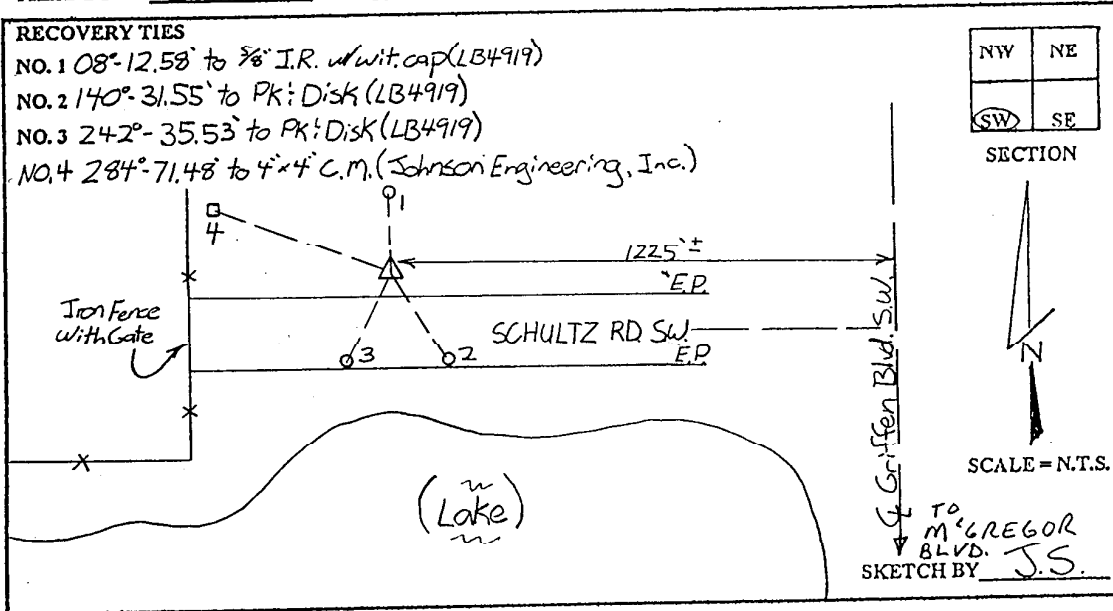 RECOVERY TIES
NO. 1 08°-12.58' to 5/8" I.R. w/wit. cap (LB4919)
NO. 2 140°-31.55' to PK & Disk (LB4919)
NO. 3 242°-35.53' to PK & Disk (LB4919)
NO. 4 284°-71.48' to 4"x4" C.M. (Johnson Engineering, Inc.)
NW NE
SW SE
SECTION
1
4
1225' ±
E.P.
Iron Fence
With Gate
SCHULTZ RD. S.W.
3 2
E.P.
℄ Griffen Blvd. S.W.
N
SCALE = N.T.S.
(Lake)
TO
McGREGOR
BLVD.
SKETCH BY J.S.